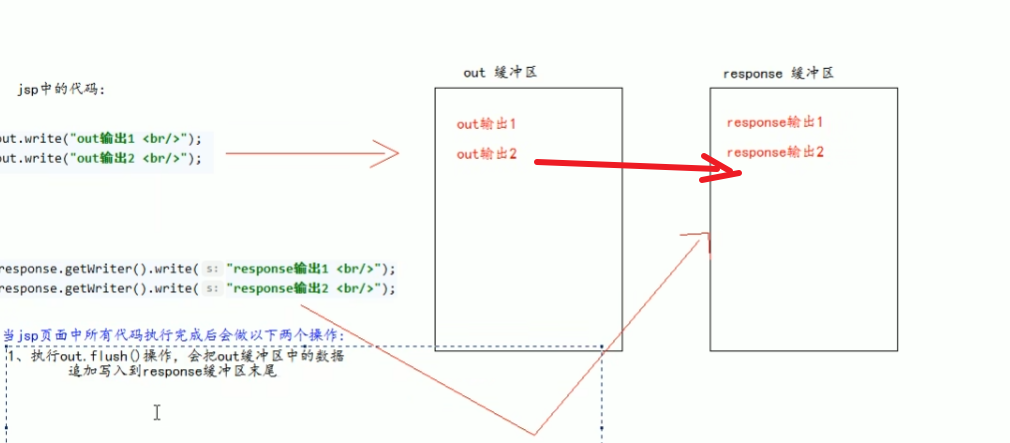 out 缓冲区
response 缓冲区
jsp中的代码:
out输出1
out输出2
response输出1
response输出2
out.write("out输出1 <br/>");
out.write("out输出2 <br/>");
response.getWriter().write( s: "response输出1 <br/>");
response.getWriter().write( s: "response输出2 <br/>");
当jsp页面中所有代码执行完成后会做以下两个操作:
1、执行out.flush()操作，会把out缓冲区中的数据
追加写入到response缓冲区末尾